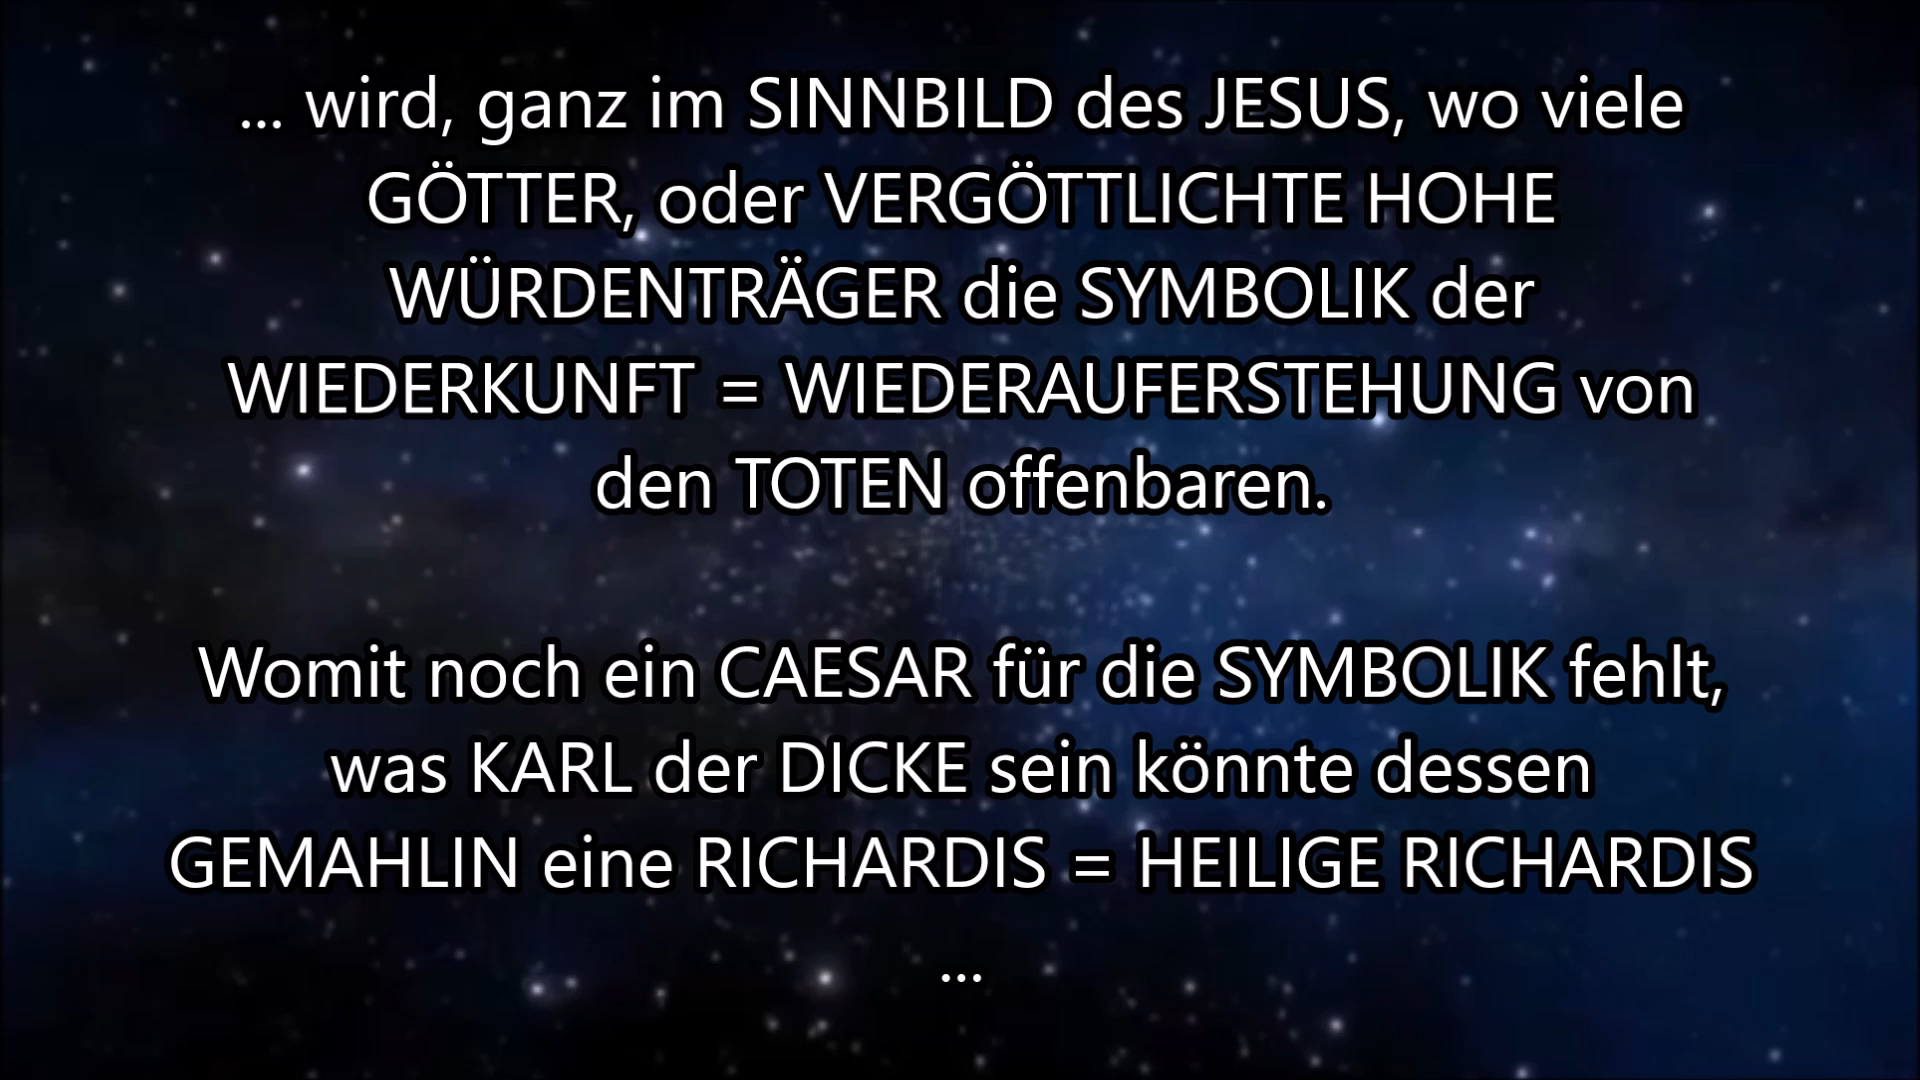 ... wird, ganz im SINNBILD des JESUS, wo viele
GÖTTER, oder VERGÖTTLICHTE HOHE
WÜRDENTRÄGER die SYMBOLIK der
WIEDERKUNFT = WIEDERAUFERSTEHUNG von
den TOTEN offenbaren.
Womit noch ein CAESAR für die SYMBOLIK fehlt,
was KARL der DICKE sein könnte dessen
GEMAHLIN eine RICHARDIS = HEILIGE RICHARDIS
...